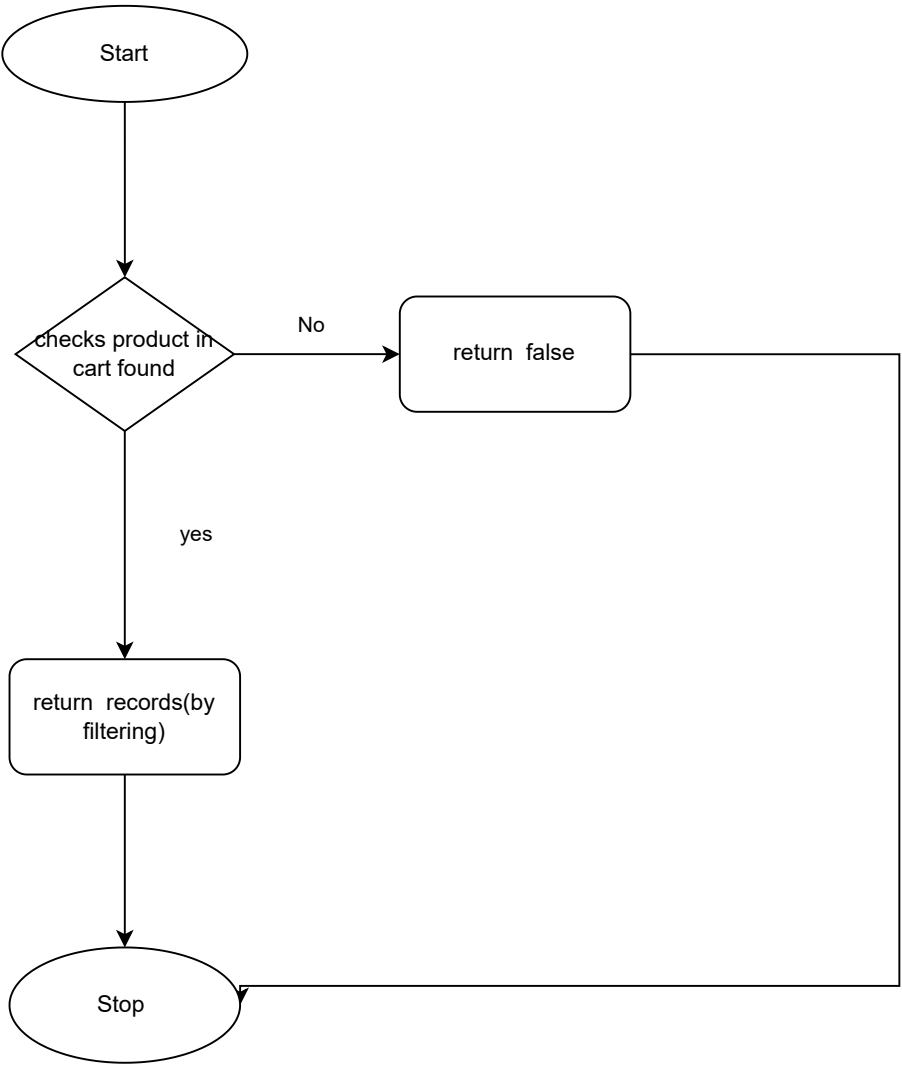 Start
checks product in
cart found
No
return  false
yes
return  records(by
filtering)
Stop